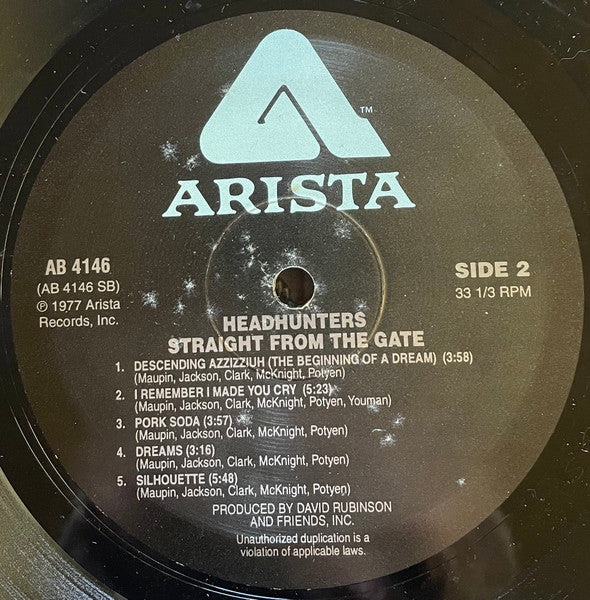 TM
ARISTA
AB 4146
(AB 4146 SB)
℗ 1977 Arista
Records, Inc.
SIDE 2
33 1/3 RPM
HEADHUNTERS
STRAIGHT FROM THE GATE
1. DESCENDING AZZIZZIUH (THE BEGINNING OF A DREAM) (3:58)
(Maupin, Jackson, Clark, McKnight, Potyen)
2. I REMEMBER I MADE YOU CRY (5:23)
(Maupin, Jackson, Clark, McKnight, Potyen, Youman)
3. PORK SODA (3:57)
(Maupin, Jackson, Clark, McKnight, Potyen)
4. DREAMS (3:16)
(Maupin, Jackson, Clark, McKnight, Potyen)
5. SILHOUETTE (5:48)
(Maupin, Jackson, Clark, McKnight, Potyen)
PRODUCED BY DAVID RUBINSON
AND FRIENDS, INC.
Unauthorized duplication is a
violation of applicable laws.